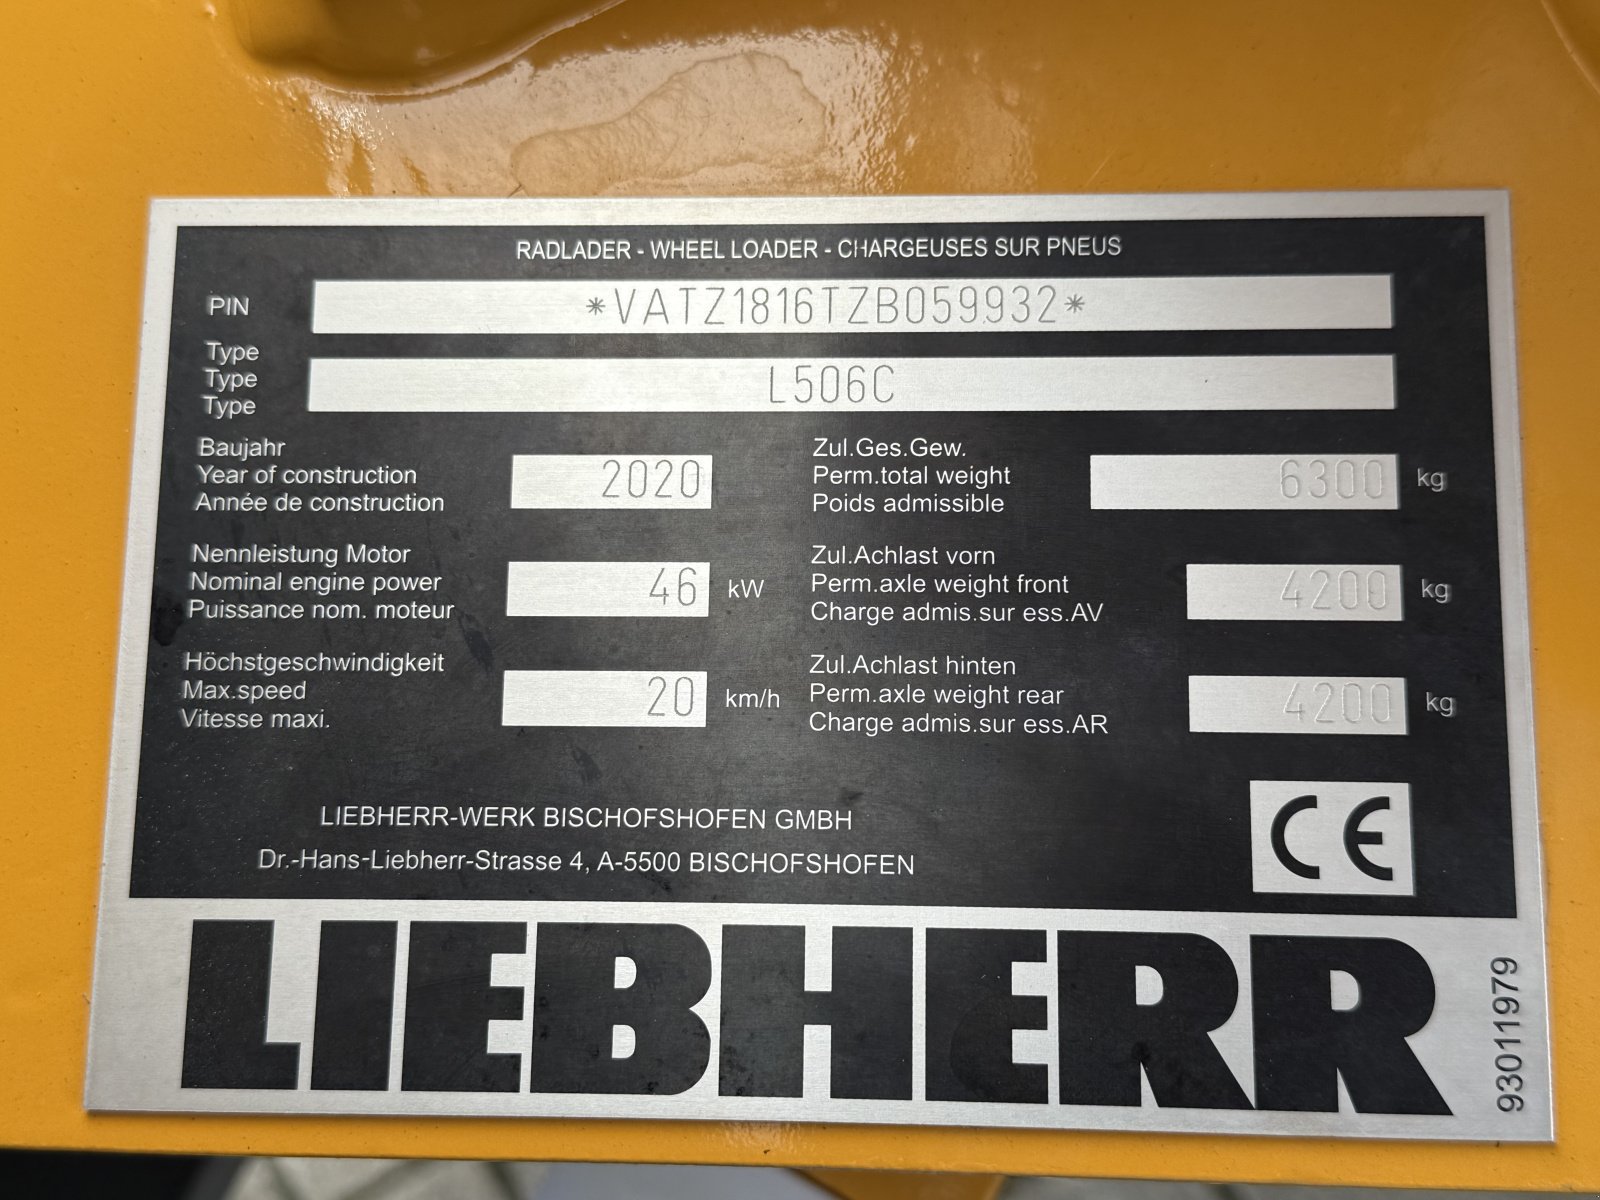 RADLADER - WHEEL LOADER - CHARGEUSES SUR PNEUS
PIN *VATZ1816TZB059932*
Type
Type L506C
Type
Baujahr
Year of construction 2020
Année de construction
Zul.Ges.Gew.
Perm.total weight 6300 kg
Poids admissible
Nennleistung Motor
Nominal engine power 46 kW
Puissance nom. moteur
Zul.Achlast vorn
Perm.axle weight front 4200 kg
Charge admis.sur ess.AV
Höchstgeschwindigkeit
Max.speed 20 km/h
Vitesse maxi.
Zul.Achlast hinten
Perm.axle weight rear 4200 kg
Charge admis.sur ess.AR
LIEBHERR-WERK BISCHOFSHOFEN GMBH
Dr.-Hans-Liebherr-Strasse 4, A-5500 BISCHOFSHOFEN
CE
LIEBHERR
93011979